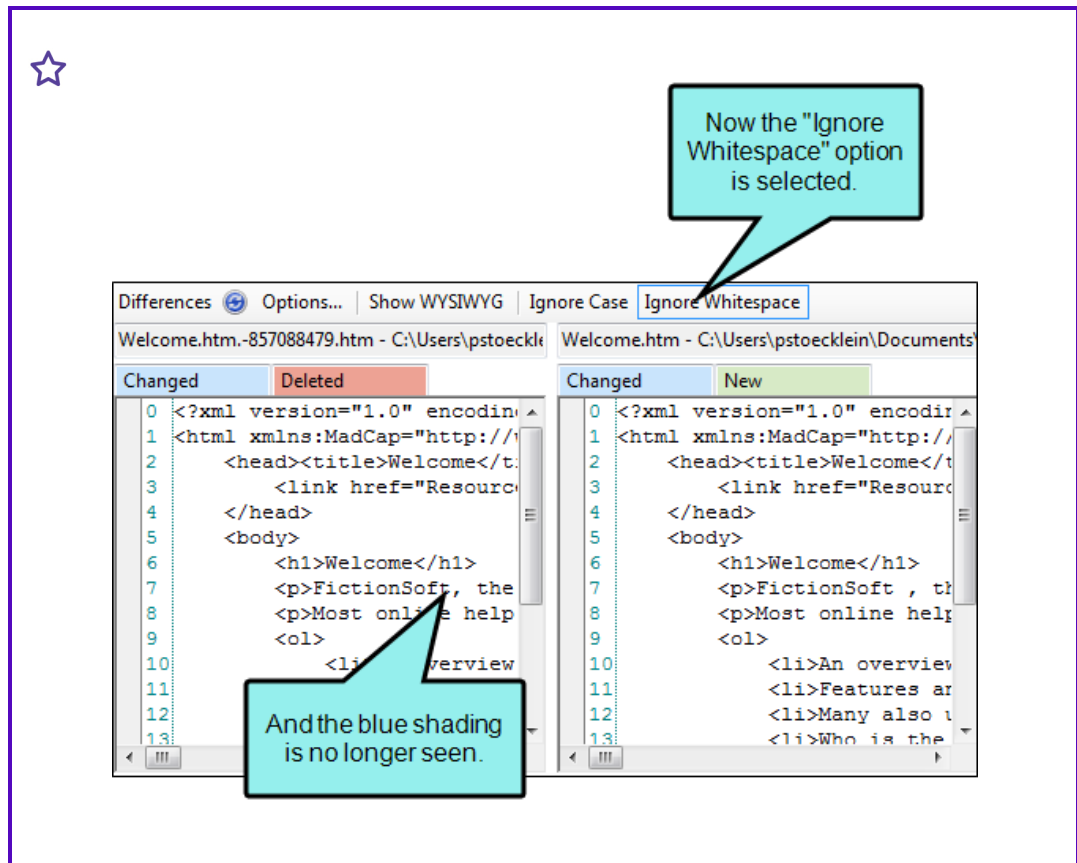 Now the "Ignore
Whitespace" option
is selected.
Differences Options... Show WYSIWYG Ignore Case Ignore Whitespace
Welcome.htm.-857088479.htm - C:\Users\pstoeckle
Welcome.htm - C:\Users\pstoecklein\Documents\
Changed Deleted
Changed New
0 <?xml version="1.0" encodin
1 <html xmlns:MadCap="http://
2 <head><title>Welcome</t
3 <link href="Resourc
4 </head>
5 <body>
6 <h1>Welcome</h1>
7 <p>FictionSoft, the
8 <p>Most online help
9 <ol>
10 <li> overview
11
12
13
And the blue shading
is no longer seen.
0 <?xml version="1.0" encodin
1 <html xmlns:MadCap="http://
2 <head><title>Welcome</t
3 <link href="Resourc
4 </head>
5 <body>
6 <h1>Welcome</h1>
7 <p>FictionSoft , th
8 <p>Most online help
9 <ol>
10 <li>An overview
11 <li>Features an
12 <li>Many also u
13 <li>Who is the